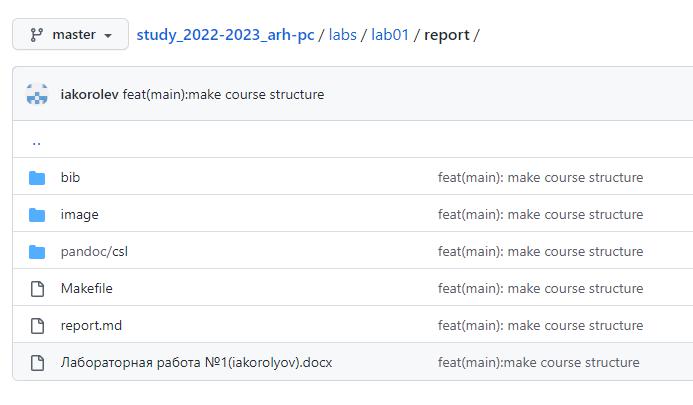 master study_2022-2023_arh-pc / labs / lab01 / report /
iakorolev feat(main):make course structure
..
bib feat(main): make course structure
image feat(main): make course structure
pandoc/csl feat(main): make course structure
Makefile feat(main): make course structure
report.md feat(main): make course structure
Лабораторная работа №1(iakorolyov).docx feat(main):make course structure